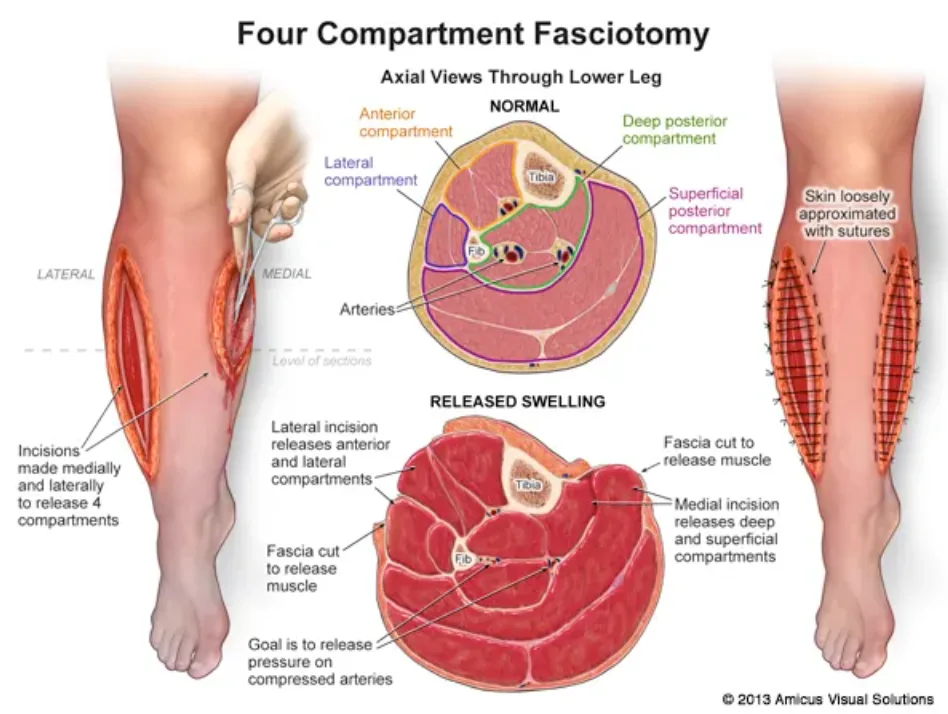 Four Compartment Fasciotomy
Axial Views Through Lower Leg
NORMAL
Anterior
compartment
Deep posterior
compartment
Lateral
compartment
Tibia
Superficial
posterior
compartment
Fib
Arteries
LATERAL
MEDIAL
Level of sections
Incisions
made medially
and laterally
to release 4
compartments
Skin loosely
approximated
with sutures
RELEASED SWELLING
Lateral incision
releases anterior
and lateral
compartments
Fascia cut to
release muscle
Tibia
Medial incision
releases deep
and superficial
compartments
Fascia cut
to release
muscle
Fib
Goal is to release
pressure on
compressed arteries
© 2013 Amicus Visual Solutions